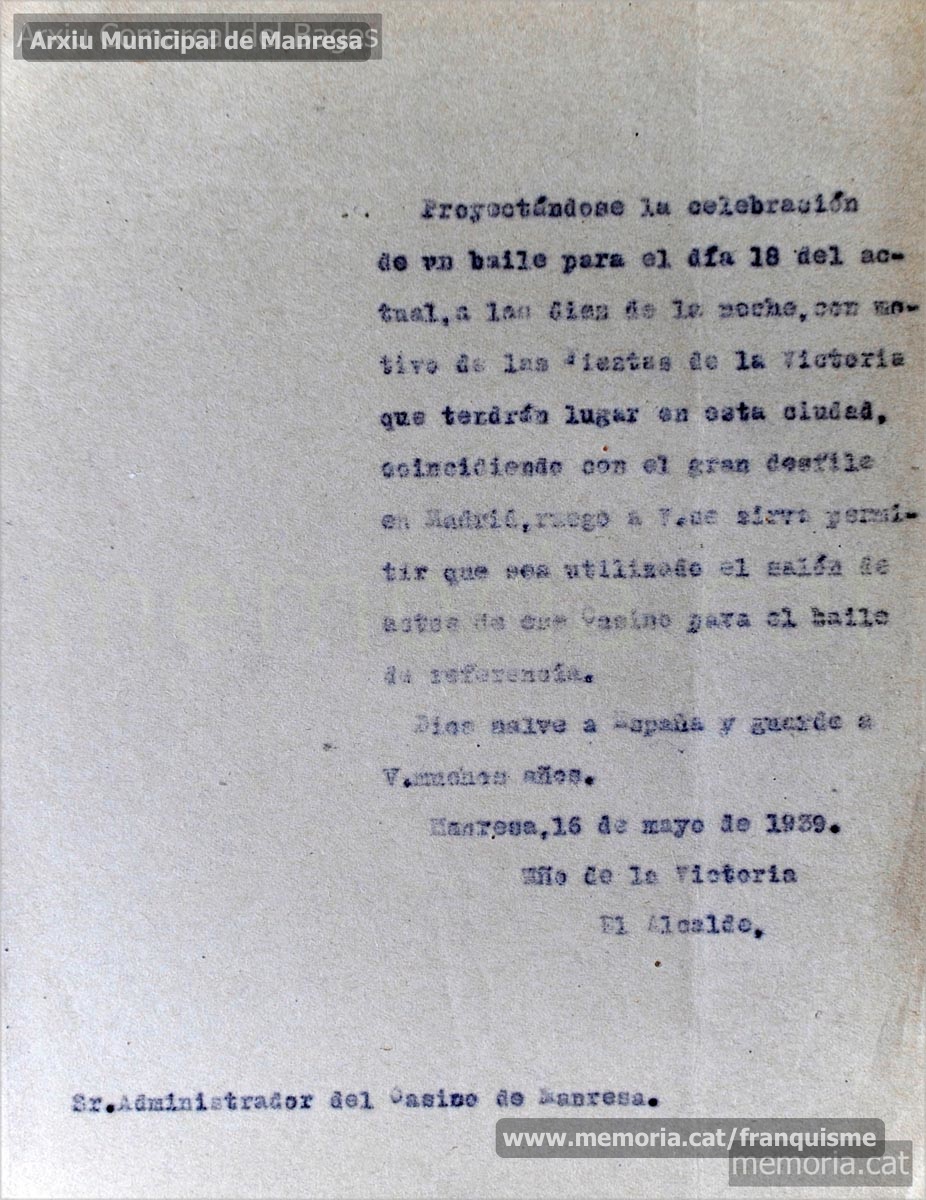 Arxiu Comarcal del Bages
Arxiu Municipal de Manresa
Proyectándose la celebración
de un baile para el día 18 del ac-
tual,a las diez de la noche,con mo-
tivo de las Fiestas de la Victoria
que tendrán lugar en esta ciudad,
coincidiendo con el gran desfile
en Madrid,ruego a V.se sirva permi-
tir que sea utilizado el salón de
actos de ese Casino para el baile
de referencia.
Dios salve a España y guarde a
V.muchos años.
Manresa,16 de mayo de 1939.
Año de la Victoria
El Alcalde,
Sr.Administrador del Casino de Manresa.
www.memoria.cat/franquisme
memoria.cat